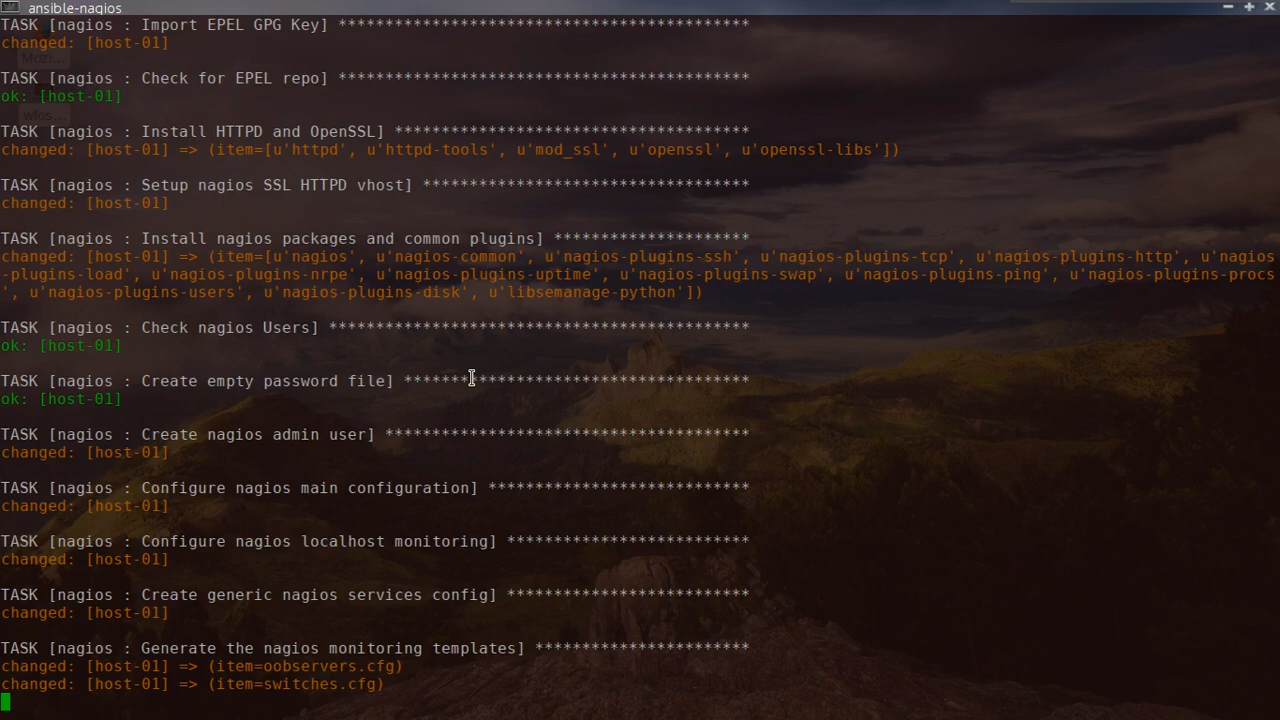 ansible-nagios
TASK [nagios : Import EPEL GPG Key] ********************************************
changed: [host-01]
Mozi...
TASK [nagios : Check for EPEL repo] ********************************************
ok: [host-01]
wfos...
TASK [nagios : Install HTTPD and OpenSSL] **************************************
changed: [host-01] => (item=[u'httpd', u'httpd-tools', u'mod_ssl', u'openssl', u'openssl-libs'])
TASK [nagios : Setup nagios SSL HTTPD vhost] ***********************************
changed: [host-01]
TASK [nagios : Install nagios packages and common plugins] *********************
changed: [host-01] => (item=[u'nagios', u'nagios-common', u'nagios-plugins-ssh', u'nagios-plugins-tcp', u'nagios-plugins-http', u'nagios
-plugins-load', u'nagios-plugins-nrpe', u'nagios-plugins-uptime', u'nagios-plugins-swap', u'nagios-plugins-ping', u'nagios-plugins-procs
', u'nagios-plugins-users', u'nagios-plugins-disk', u'libsemanage-python'])
TASK [nagios : Check nagios Users] *********************************************
ok: [host-01]
TASK [nagios : Create empty password file] *************************************
ok: [host-01]
TASK [nagios : Create nagios admin user] ***************************************
changed: [host-01]
TASK [nagios : Configure nagios main configuration] ****************************
changed: [host-01]
TASK [nagios : Configure nagios localhost monitoring] **************************
changed: [host-01]
TASK [nagios : Create generic nagios services config] **************************
changed: [host-01]
TASK [nagios : Generate the nagios monitoring templates] ***********************
changed: [host-01] => (item=oobservers.cfg)
changed: [host-01] => (item=switches.cfg)